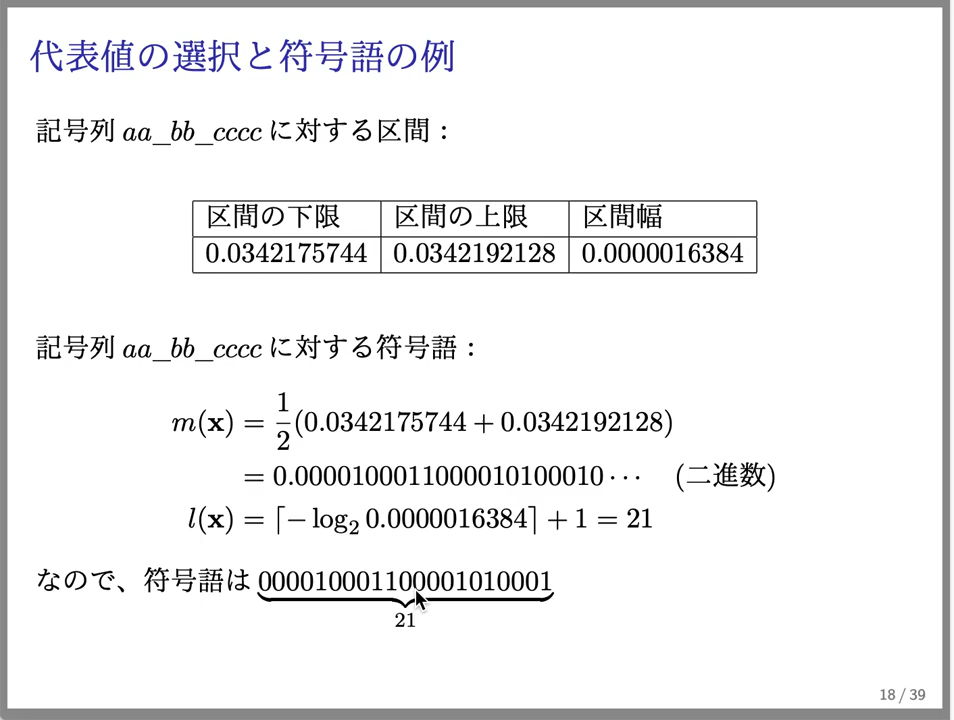 代表値の選択と符号語の例
記号列 aa_bb_cccc に対する区間：
区間の下限 区間の上限 区間幅
0.0342175744 0.0342192128 0.0000016384
記号列 aa_bb_cccc に対する符号語：
m(x) = 1/2(0.0342175744 + 0.0342192128)
= 0.0000100011000010100010⋯ (二進数)
l(x) = ⌈− log₂ 0.0000016384⌉ + 1 = 21
なので、符号語は 000010001100001010001
21
18 / 39